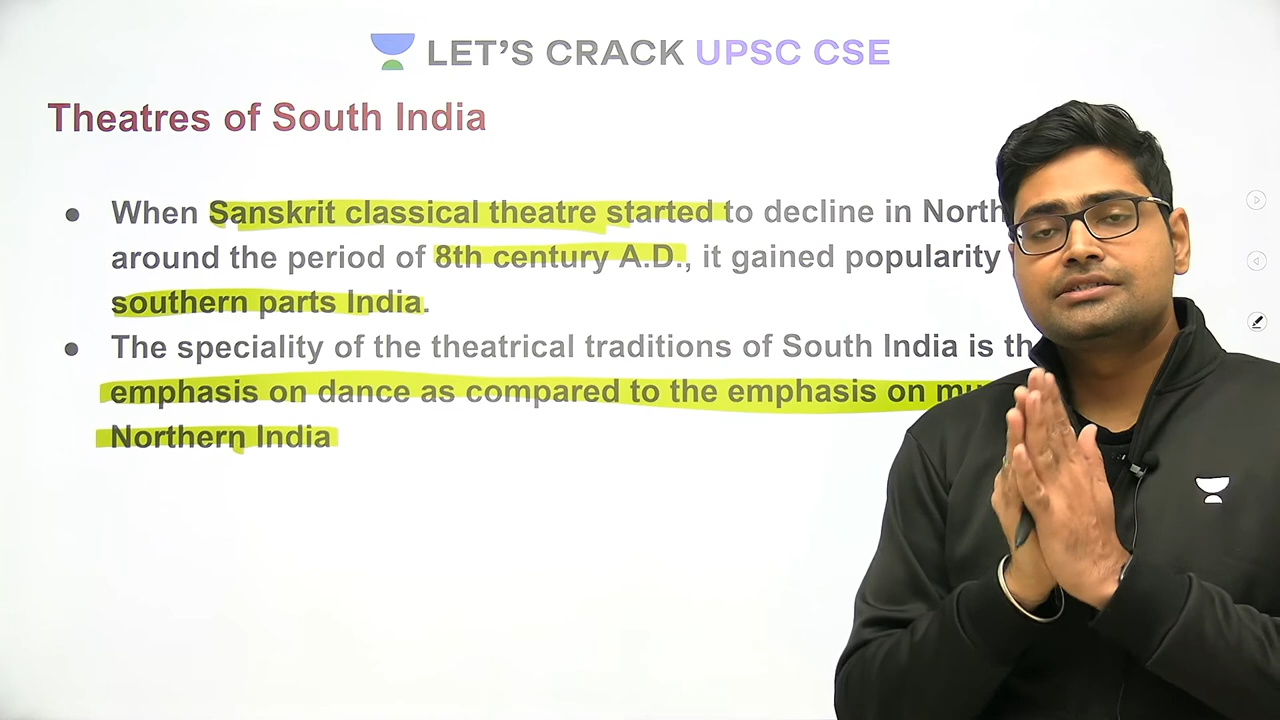 LET'S CRACK UPSC CSE
Theatres of South India
● When Sanskrit classical theatre started to decline in North
around the period of 8th century A.D., it gained popularity
southern parts India.
● The speciality of the theatrical traditions of South India is
emphasis on dance as compared to the emphasis on
Northern India